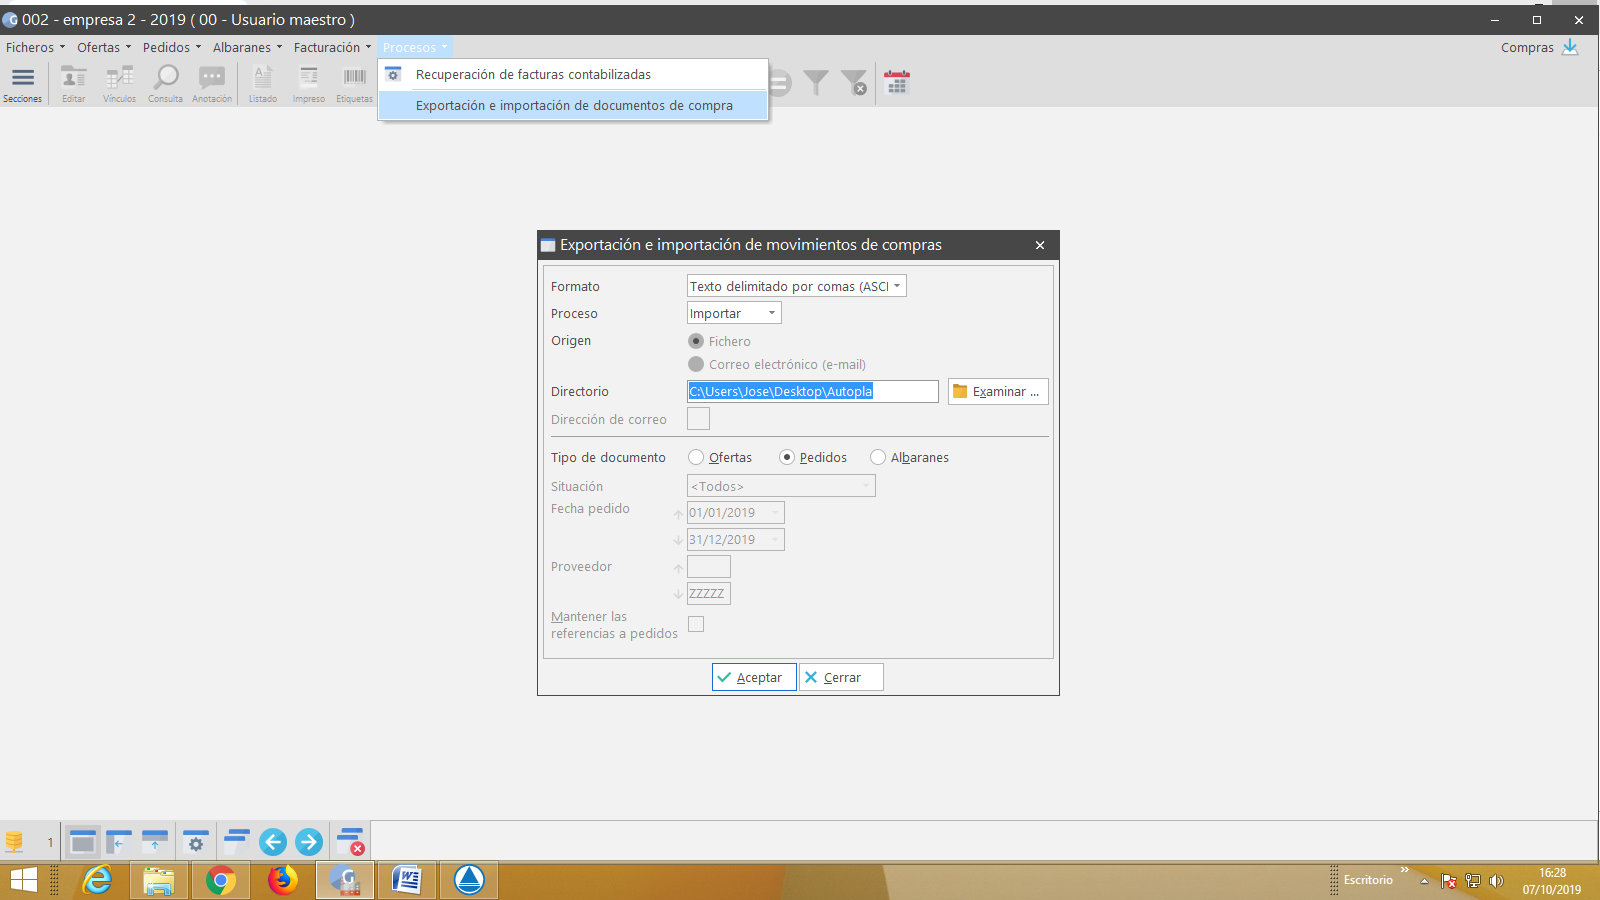 002 - empresa 2 - 2019 ( 00 - Usuario maestro )
Ficheros Ofertas Pedidos Albaranes Facturación Procesos Compras
Secciones Editar Vínculos Consulta Anotación Listado Impreso Etiquetas
Recuperación de facturas contabilizadas
Exportación e importación de documentos de compra
Exportación e importación de movimientos de compras
Formato Texto delimitado por comas (ASCI
Proceso Importar
Origen Fichero
Correo electrónico (e-mail)
Directorio C:\Users\Jose\Desktop\Autopla Examinar ...
Dirección de correo
Tipo de documento Ofertas Pedidos Albaranes
Situación <Todos>
Fecha pedido 01/01/2019
31/12/2019
Proveedor
ZZZZZ
Mantener las
referencias a pedidos
Aceptar Cerrar
1
Escritorio »
16:28
07/10/2019